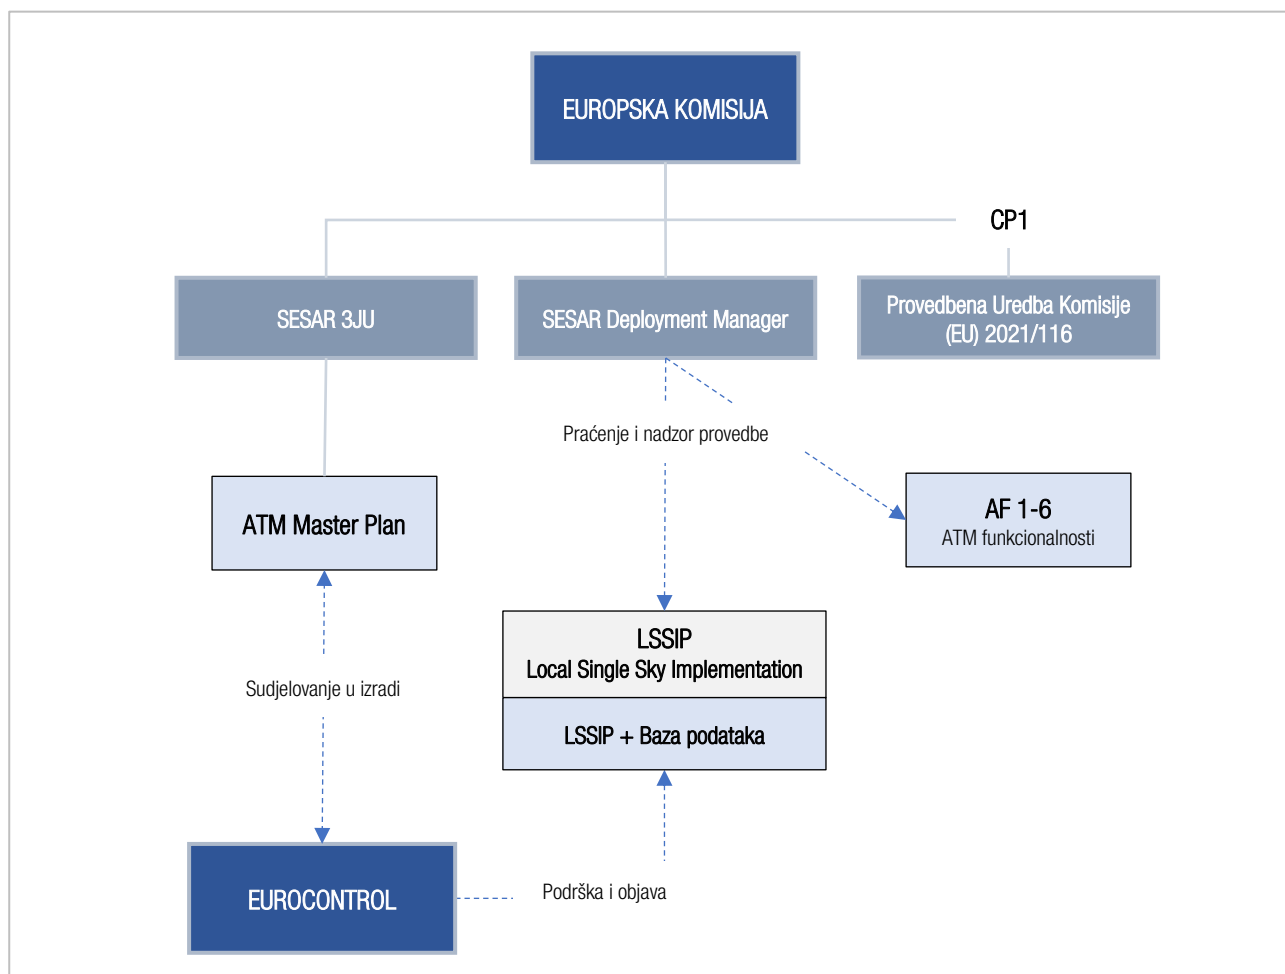 EUROPSKA KOMISIJA
CP1
SESAR 3JU
SESAR Deployment Manager
Provedbena Uredba Komisije
(EU) 2021/116
Praćenje i nadzor provedbe
ATM Master Plan
AF 1-6
ATM funkcionalnosti
LSSIP
Local Single Sky Implementation
Sudjelovanje u izradi
LSSIP + Baza podataka
EUROCONTROL
Podrška i objava